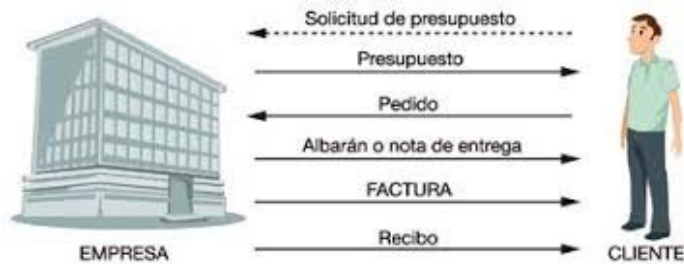 Solicitud de presupuesto
Presupuesto
Pedido
Albarán o nota de entrega
FACTURA
Recibo
EMPRESA
CLIENTE